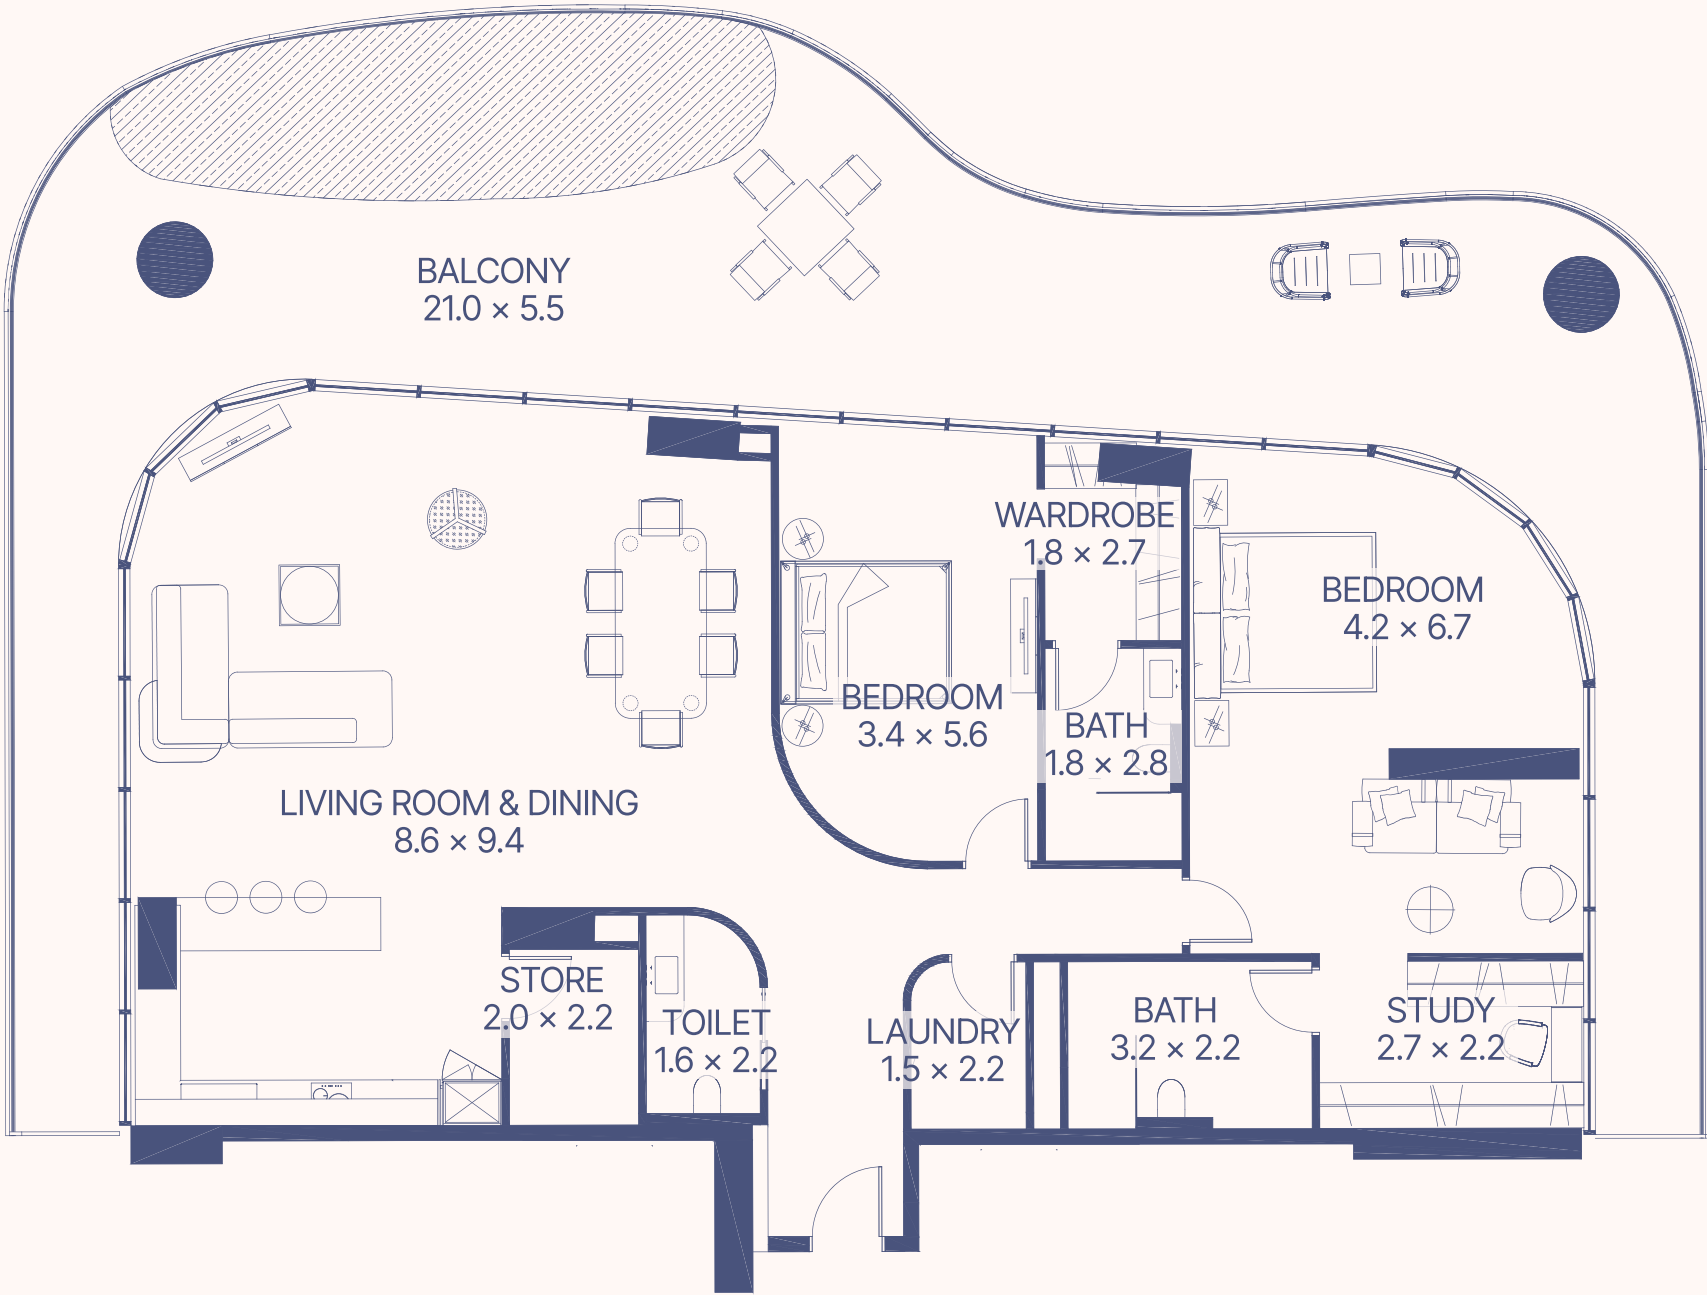 BALCONY
21.0 × 5.5
WARDROBE
1.8 × 2.7
BEDROOM
4.2 × 6.7
BEDROOM
3.4 × 5.6
BATH
1.8 × 2.8
LIVING ROOM & DINING
8.6 × 9.4
STORE
2.0 × 2.2
TOILET
1.6 × 2.2
LAUNDRY
1.5 × 2.2
BATH
3.2 × 2.2
STUDY
2.7 × 2.2